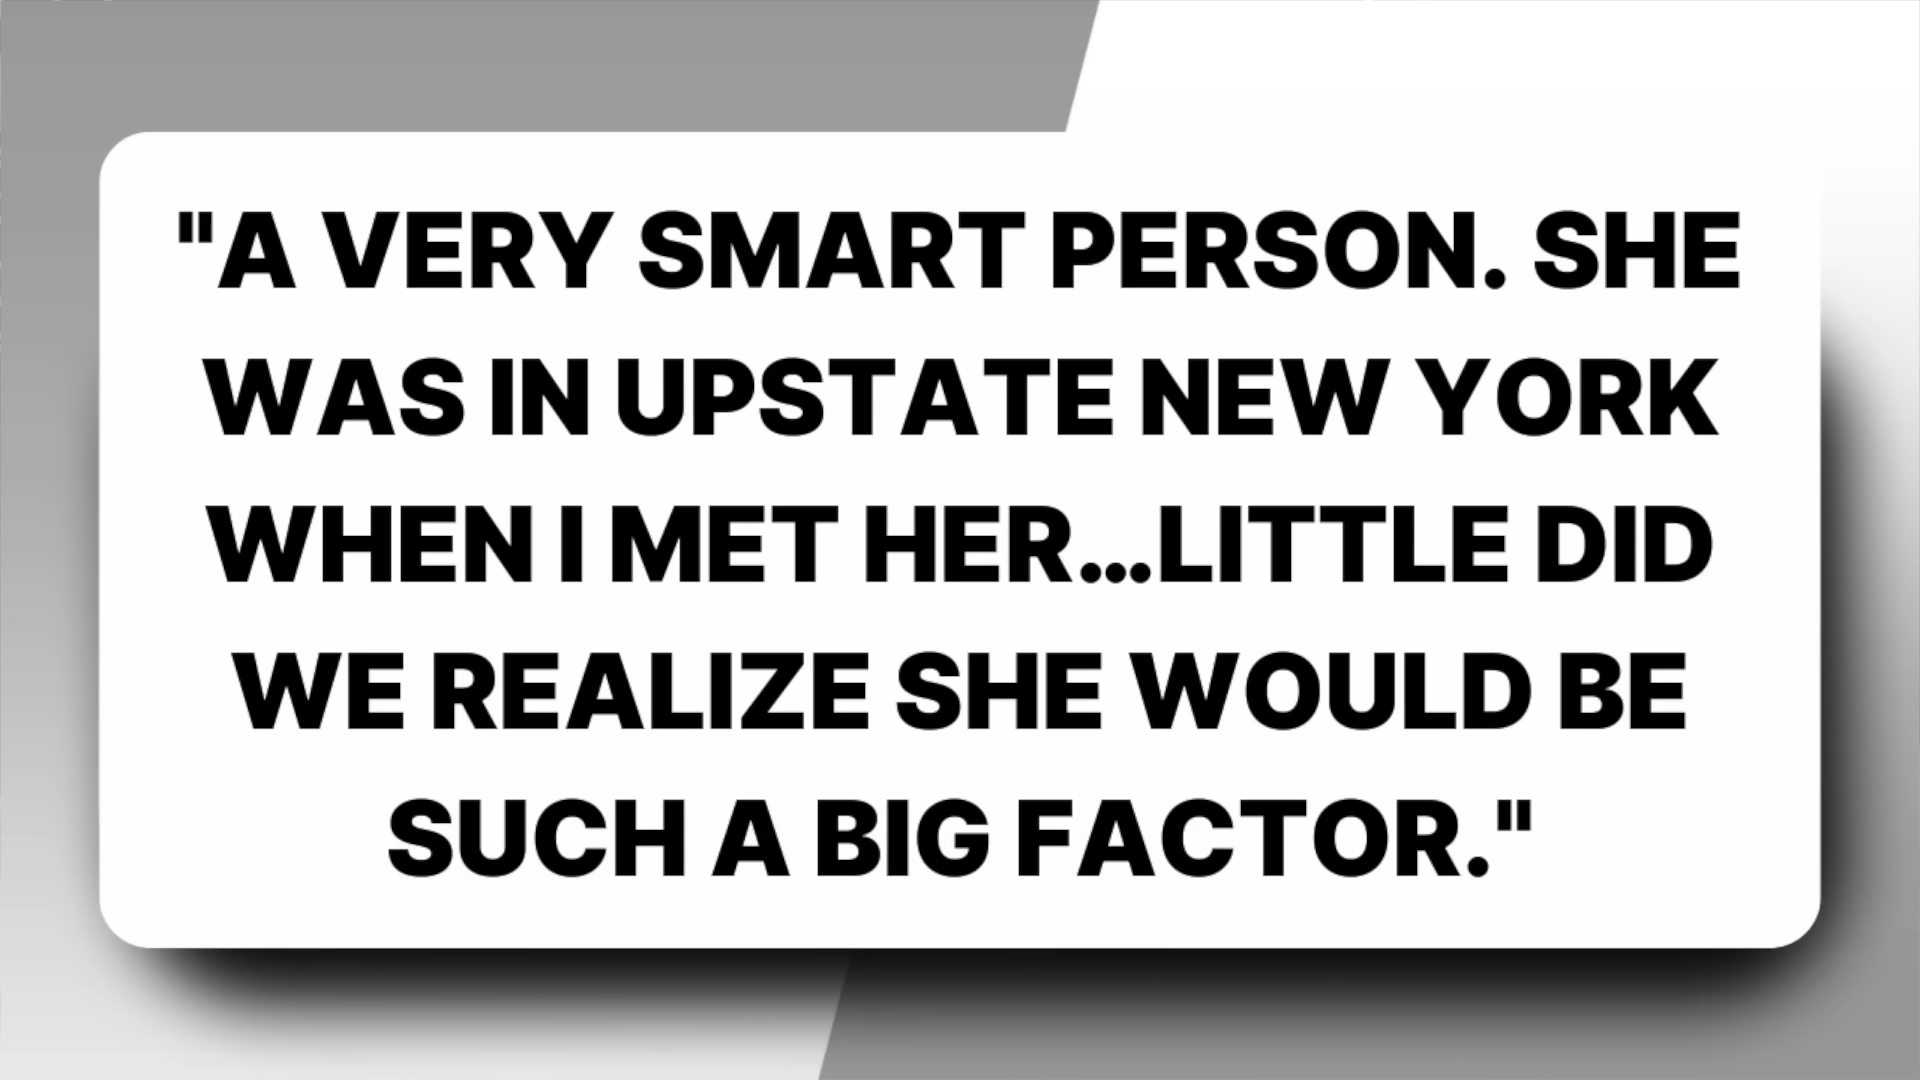 "A VERY SMART PERSON. SHE
WAS IN UPSTATE NEW YORK
WHEN I MET HER...LITTLE DID
WE REALIZE SHE WOULD BE
SUCH A BIG FACTOR."